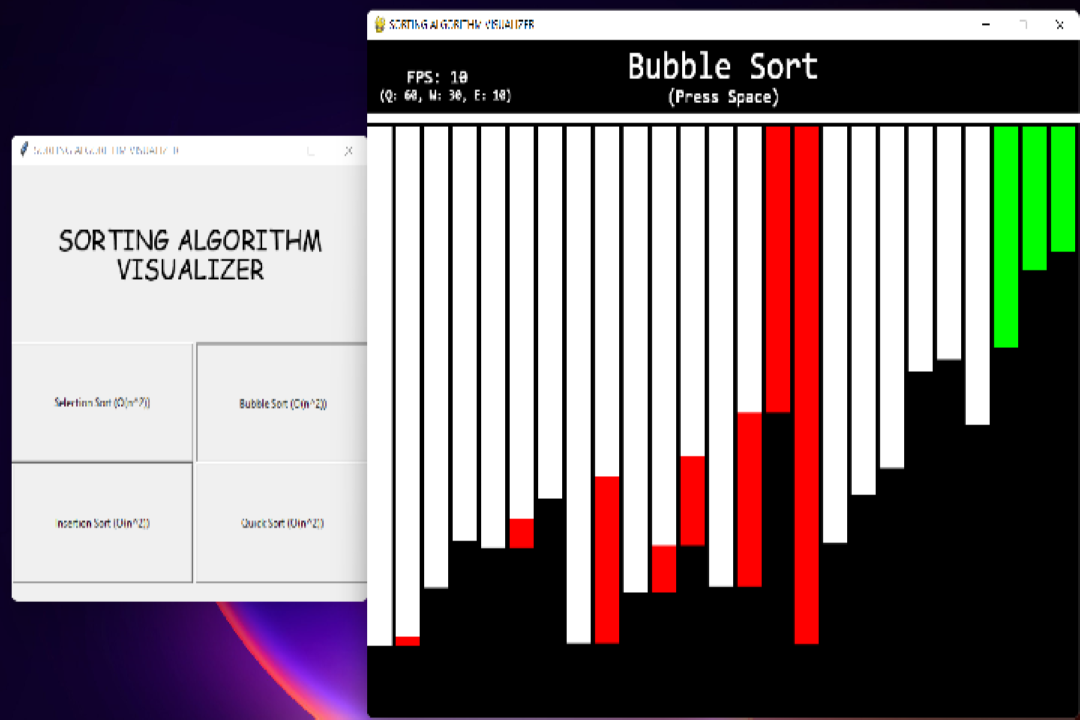 SORTING ALGORITHM VISUALIZER
FPS: 10
(Q: 60, W: 30, E: 10)
Bubble Sort
(Press Space)
SORTING ALGORITHM VISUALIZER
SORTING ALGORITHM
VISUALIZER
Selection Sort (O(n^2))
Bubble Sort (O(n^2))
Insertion Sort (O(n^2))
Quick Sort (O(n^2))